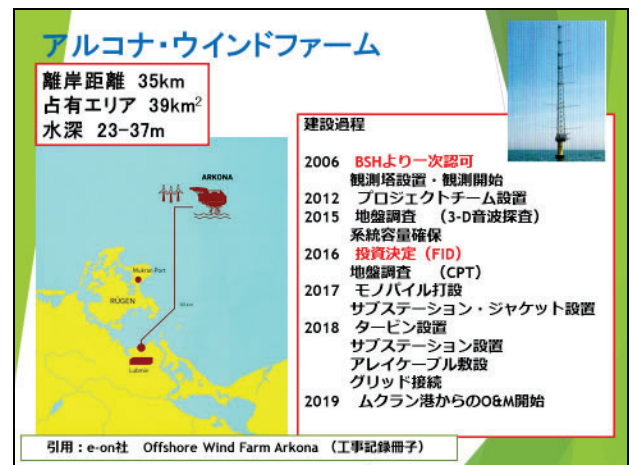 アルコナ・ウインドファーム
離岸距離 35km
占有エリア 39km²
水深 23-37m
ARKONA
Mukran Port
RÜGEN
Lubmin
建設過程
2006 BSHより一次認可
観測塔設置・観測開始
2012 プロジェクトチーム設置
2015 地盤調査 (3-D音波探査)
系統容量確保
2016 投資決定(FID)
地盤調査 (CPT)
2017 モノパイル打設
サブステーション・ジャケット設置
2018 タービン設置
サブステーション設置
アレイケーブル敷設
グリッド接続
2019 ムクラン港からのO&M開始
引用:e-on社 Offshore Wind Farm Arkona (工事記録冊子)